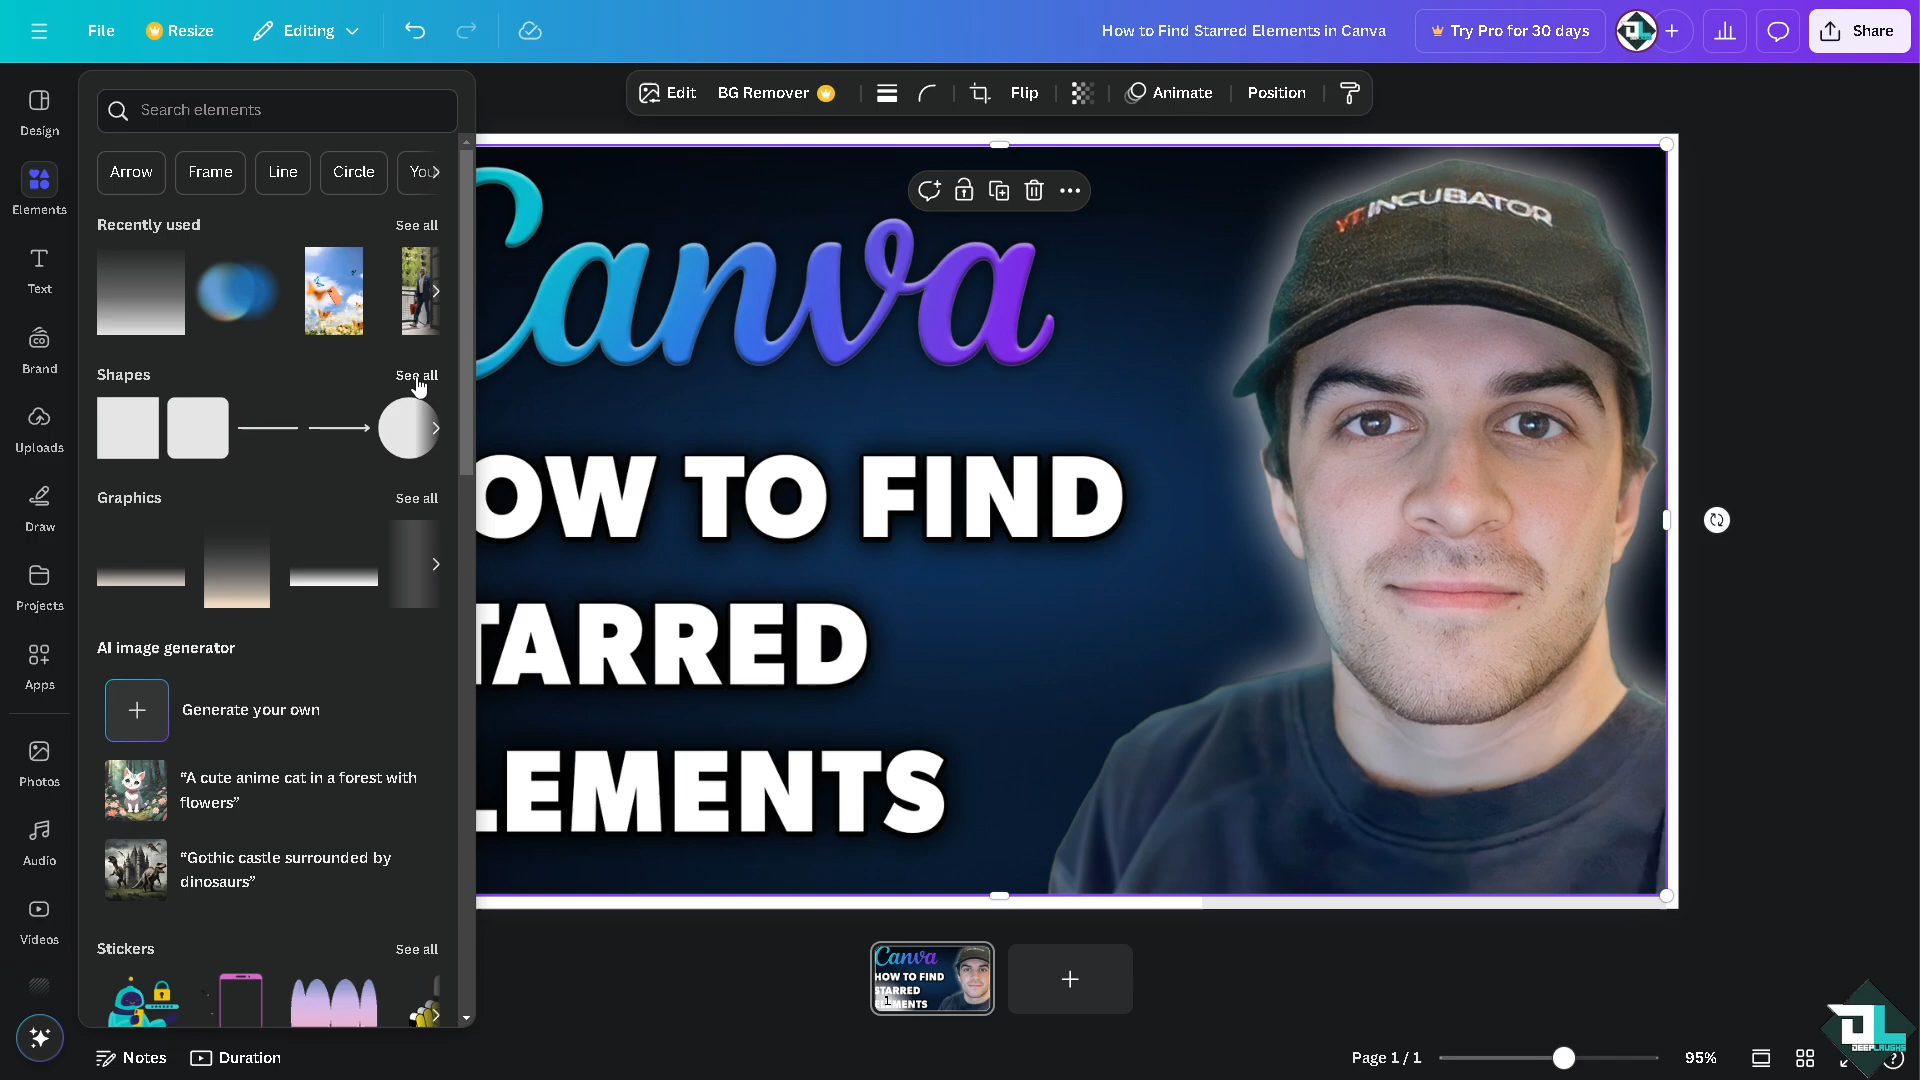 File
Resize
Editing
How to Find Starred Elements in Canva
Try Pro for 30 days
Share
Design
Elements
Text
Brand
Uploads
Draw
Projects
Apps
Photos
Audio
Videos
Search elements
Arrow
Frame
Line
Circle
Recently used
See all
Shapes
See all
Graphics
See all
AI image generator
Generate your own
“A cute anime cat in a forest with
flowers”
“Gothic castle surrounded by
dinosaurs”
Stickers
See all
Edit
BG Remover
Flip
Animate
Position
Canva
OW TO FIND
TARRED
LEMENTS
YT INCUBATOR
Canva
HOW TO FIND
STARRED
ELEMENTS
1
Notes
Duration
Page 1 / 1
95%
DEEPLAUGHS